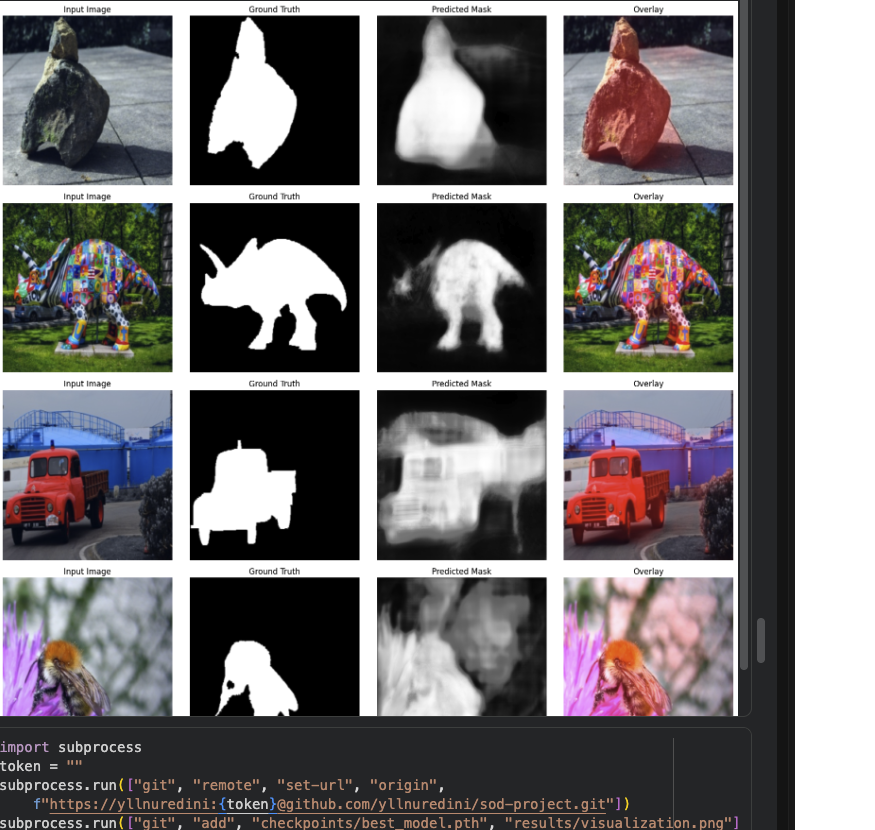 Input Image Ground Truth Predicted Mask Overlay
Input Image Ground Truth Predicted Mask Overlay
Input Image Ground Truth Predicted Mask Overlay
Input Image Ground Truth Predicted Mask Overlay
import subprocess
token = ""
subprocess.run(["git", "remote", "set-url", "origin",
f"https://yllnuredini:{token}@github.com/yllnuredini/sod-project.git"])
subprocess.run(["git", "add", "checkpoints/best_model.pth", "results/visualization.png"]